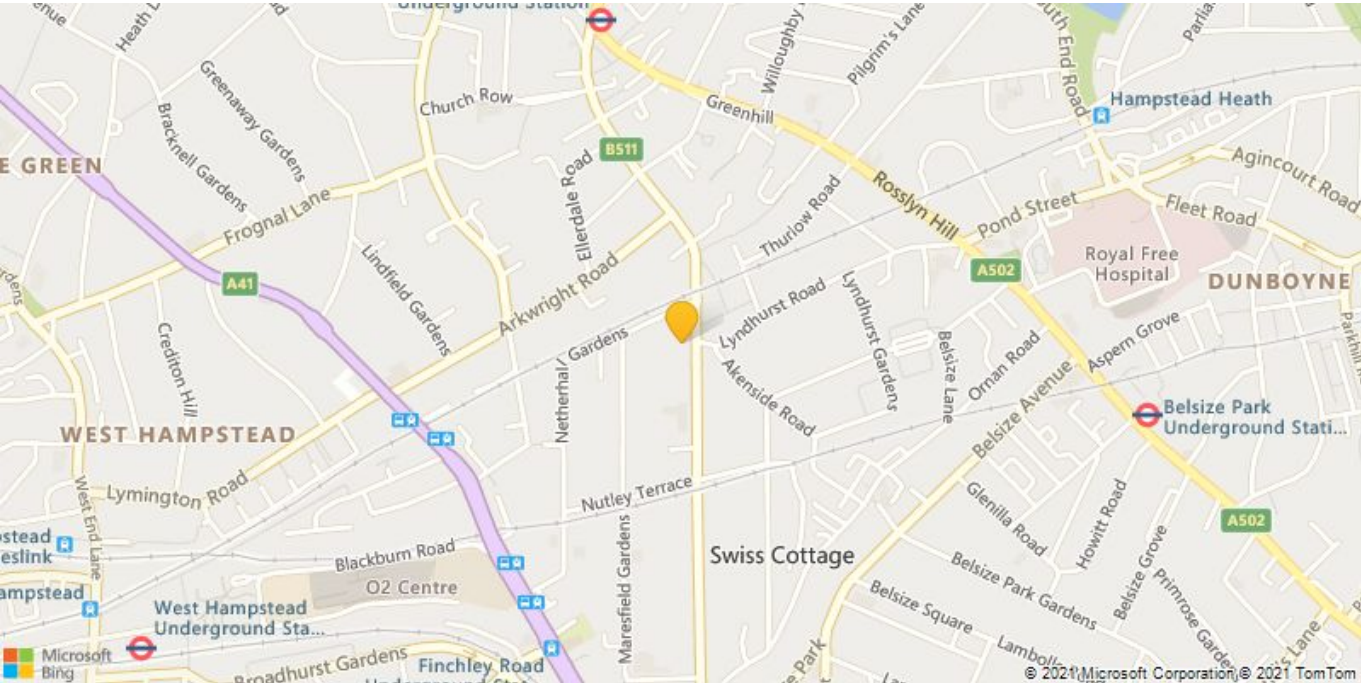 Underground Station
Heath
Willoughby
Pilgrim's Lane
South End Road
Greenaway Gardens
Church Row
Greenhill
Hampstead Heath
Bracknell Gardens
B511
E GREEN
Ellerdale Road
Agincourt Road
Frognal Lane
Rosslyn Hill
Thurlow Road
Pond Street
Fleet Road
Lindfield Gardens
A41
A502
Royal Free
Hospital
DUNBOYNE
Arkwright Road
Lyndhurst Road
Lyndhurst Gardens
Crediton Hill
Netherhall Gardens
Belsize Lane
Ornan Road
Aspern Grove
Akenside Road
Belsize Avenue
Belsize Park
Underground Stati...
WEST HAMPSTEAD
Lymington Road
West End Lane
Nutley Terrace
Glenilla Road
Howitt Road
A502
Maresfield Gardens
Swiss Cottage
Blackburn Road
O2 Centre
Belsize Park Gardens
Belsize Grove
Primrose Gardens
Belsize Square
West Hampstead
Underground Sta...
Broadhurst Gardens
Finchley Road
Microsoft
Bing
© 2021 Microsoft Corporation © 2021 TomTom